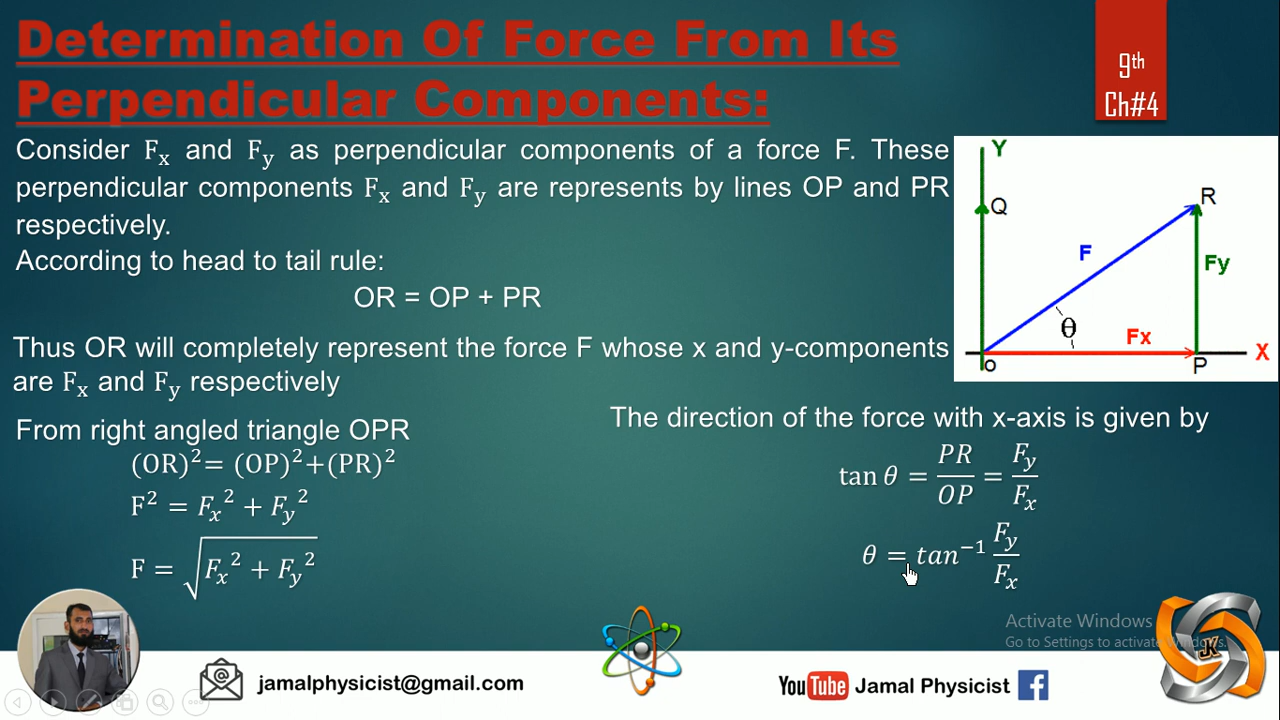 Determination Of Force From Its
Perpendicular Components:
9th
Ch#4
Consider Fx and Fy as perpendicular components of a force F. These
perpendicular components Fx and Fy are represents by lines OP and PR
respectively.
According to head to tail rule:
OR = OP + PR
Thus OR will completely represent the force F whose x and y-components
are Fx and Fy respectively
From right angled triangle OPR
(OR)²= (OP)²+(PR)²
F² = Fx² + Fy²
F = √(Fx² + Fy²)
Y
Q
R
F
Fy
θ
Fx
X
o
P
The direction of the force with x-axis is given by
tan θ = PR/OP = Fy/Fx
θ = tan⁻¹ Fy/Fx
Activate Windows
Go to Settings to activate Windows.
JK
jamalphysicist@gmail.com
YouTube Jamal Physicist f